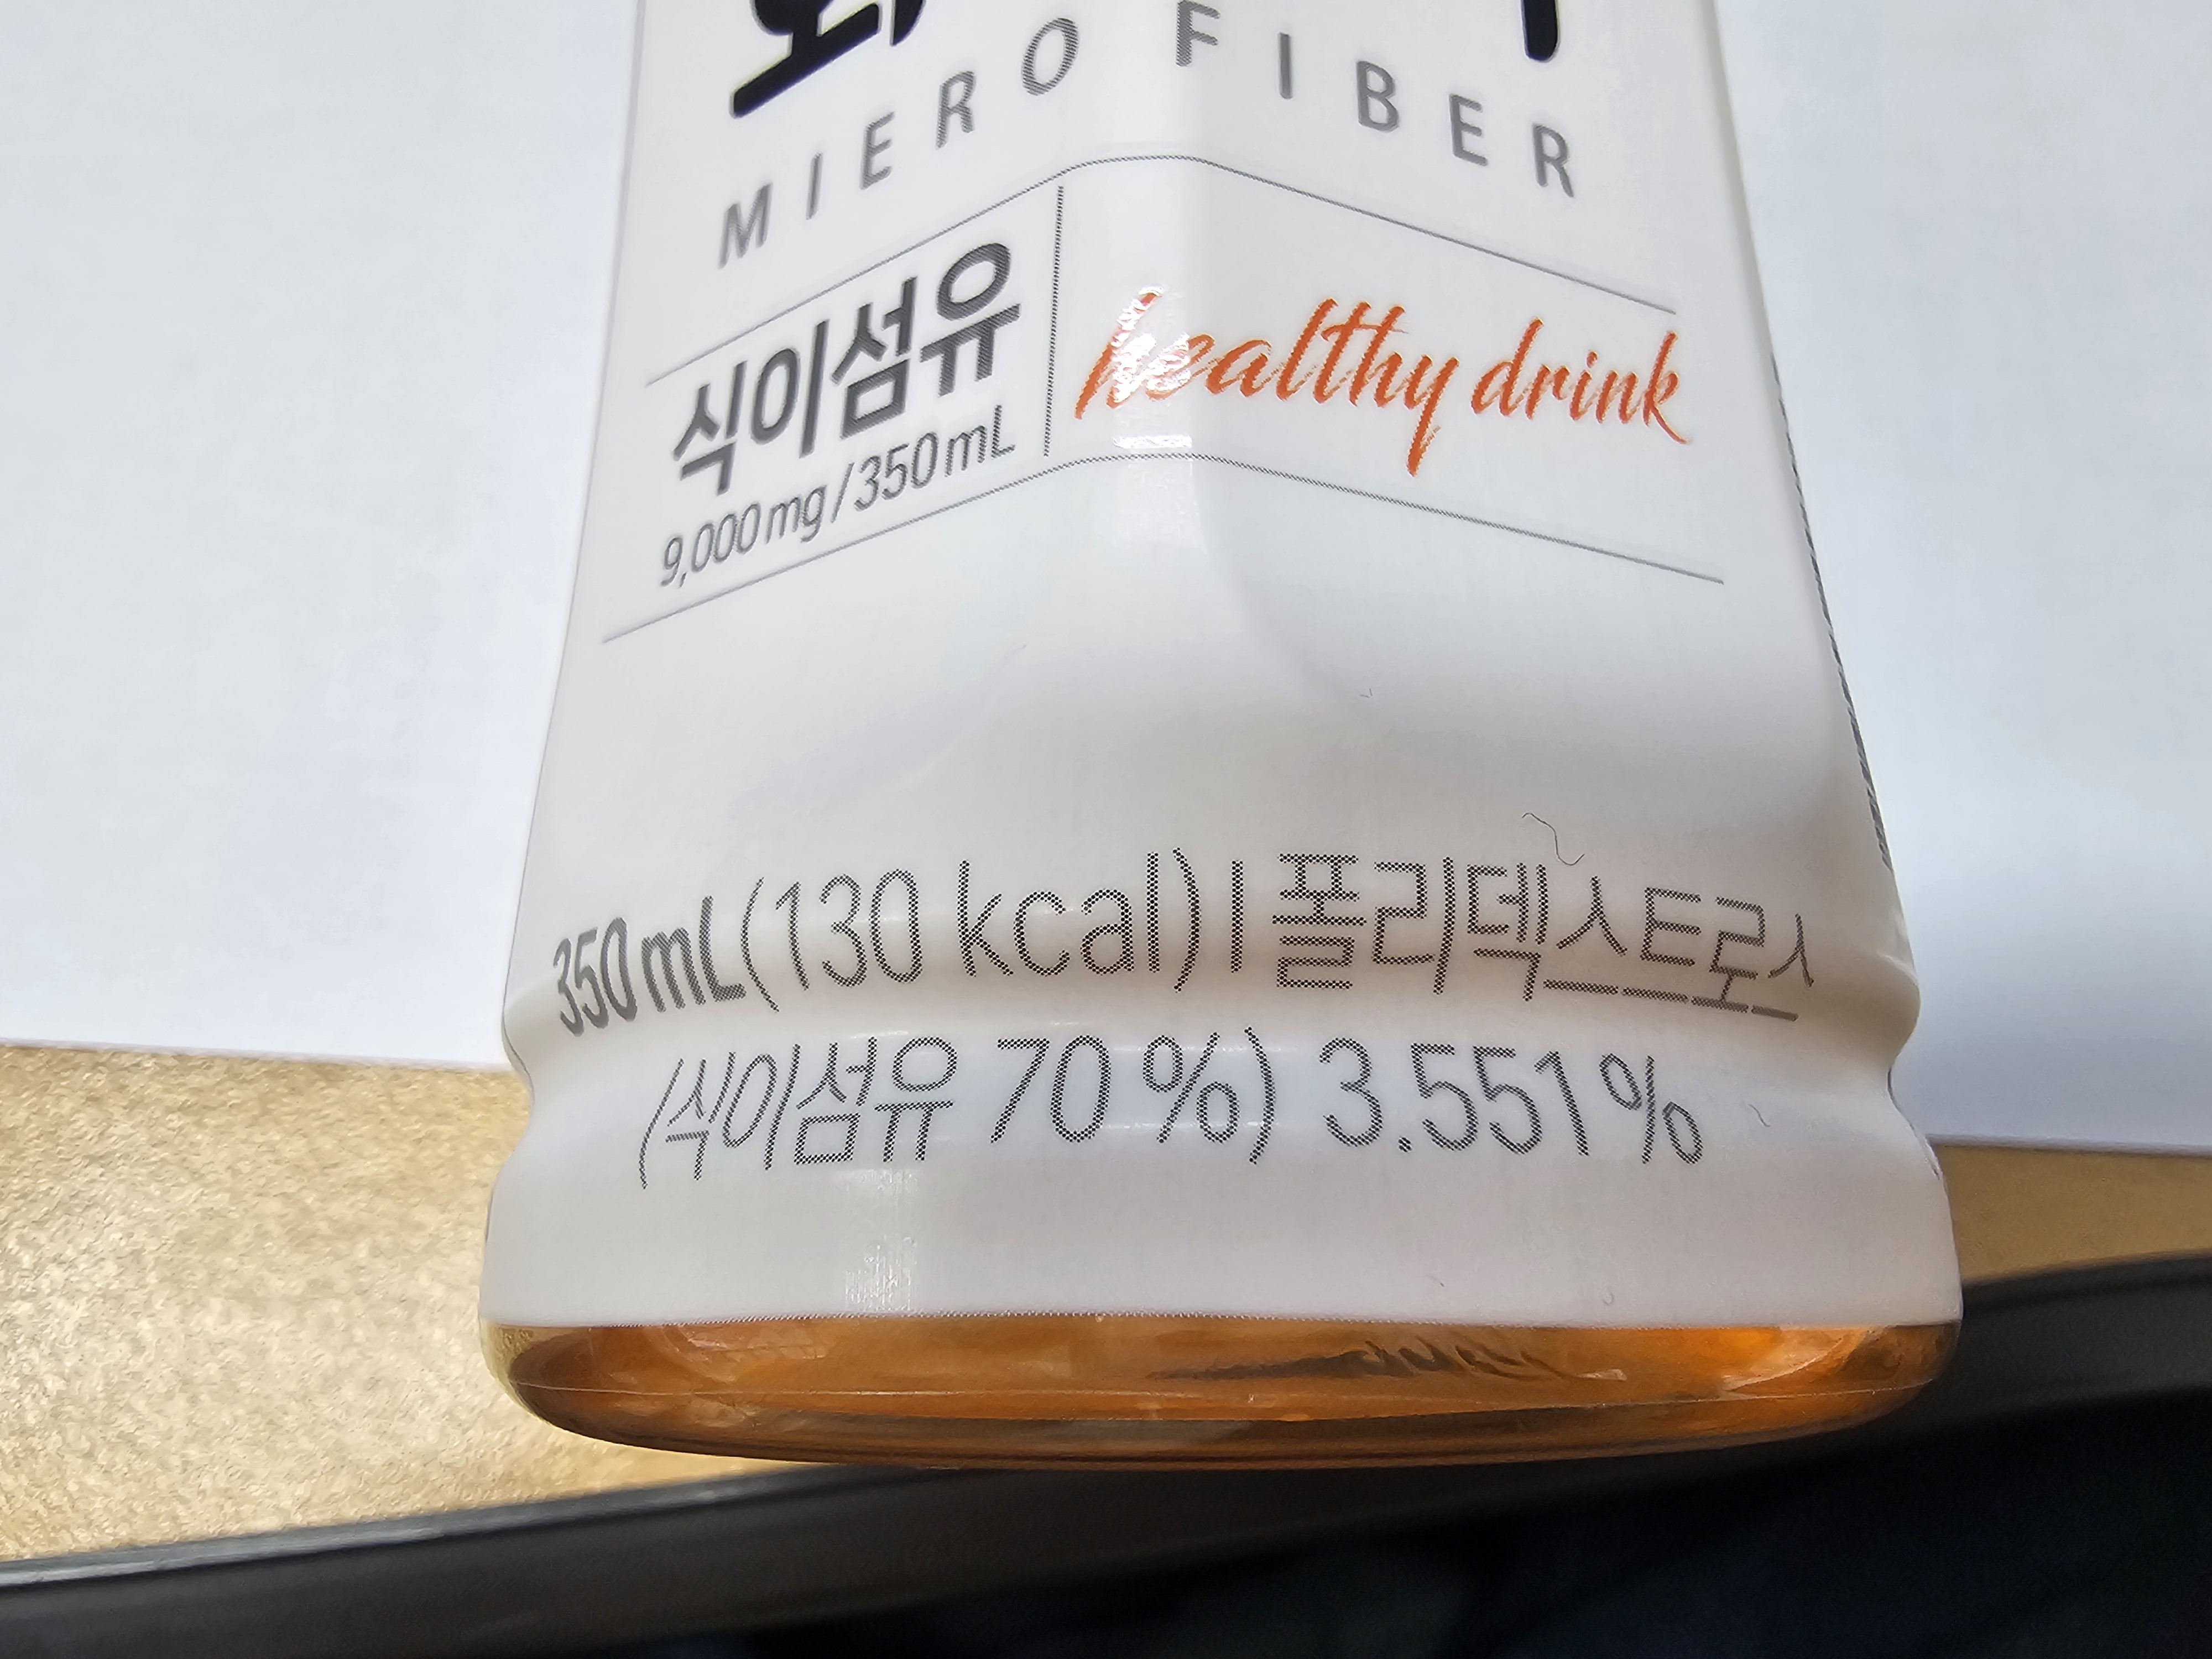 MIERO FIBER
식이섬유
9,000mg/350mL
healthy drink
350mL(130 kcal) I 폴리덱스트로스
(식이섬유 70%) 3.551%